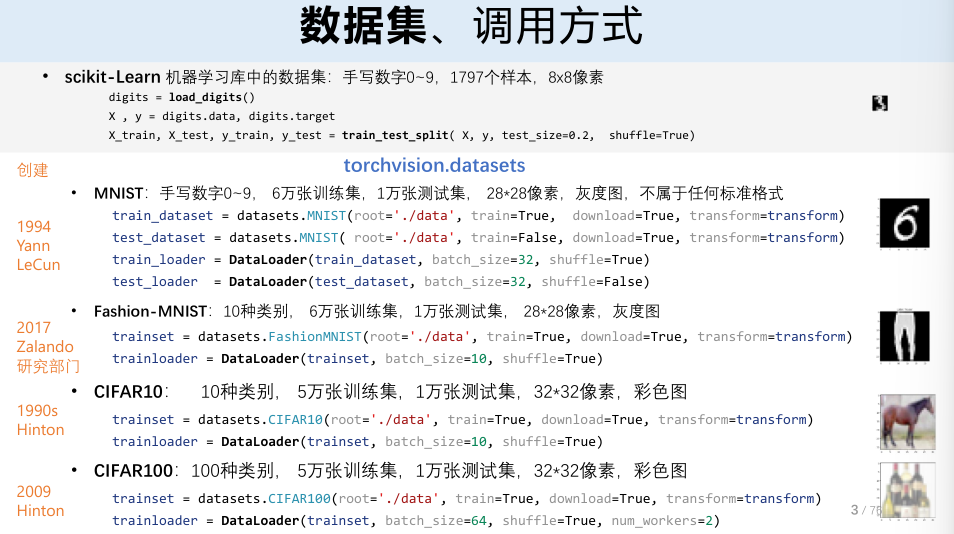 数据集、调用方式
• scikit-Learn 机器学习库中的数据集：手写数字0~9，1797个样本，8x8像素
digits = load_digits()
X , y = digits.data, digits.target
X_train, X_test, y_train, y_test = train_test_split( X, y, test_size=0.2, shuffle=True)
创建
torchvision.datasets
• MNIST：手写数字0~9， 6万张训练集，1万张测试集， 28*28像素，灰度图，不属于任何标准格式
1994
Yann
LeCun
train_dataset = datasets.MNIST(root='./data', train=True, download=True, transform=transform)
test_dataset = datasets.MNIST( root='./data', train=False, download=True, transform=transform)
train_loader = DataLoader(train_dataset, batch_size=32, shuffle=True)
test_loader = DataLoader(test_dataset, batch_size=32, shuffle=False)
• Fashion-MNIST：10种类别， 6万张训练集，1万张测试集， 28*28像素，灰度图
2017
Zalando
研究部门
trainset = datasets.FashionMNIST(root='./data', train=True, download=True, transform=transform)
trainloader = DataLoader(trainset, batch_size=10, shuffle=True)
• CIFAR10： 10种类别， 5万张训练集，1万张测试集，32*32像素，彩色图
1990s
Hinton
trainset = datasets.CIFAR10(root='./data', train=True, download=True, transform=transform)
trainloader = DataLoader(trainset, batch_size=10, shuffle=True)
• CIFAR100：100种类别， 5万张训练集，1万张测试集，32*32像素，彩色图
2009
Hinton
trainset = datasets.CIFAR100(root='./data', train=True, download=True, transform=transform)
trainloader = DataLoader(trainset, batch_size=64, shuffle=True, num_workers=2)
3